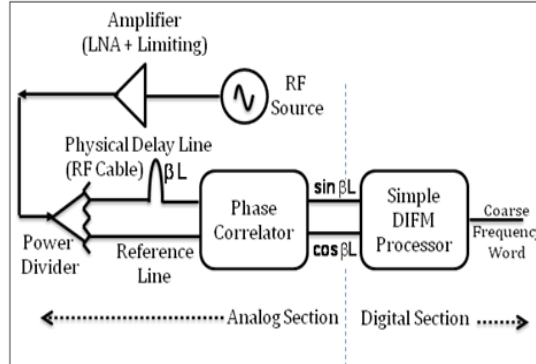 Amplifier
(LNA + Limiting)
RF
Source
Physical Delay Line
(RF Cable)
βL
Power
Divider
Reference
Line
Phase
Correlator
sin βL
cos βL
Simple
DIFM
Processor
Coarse
Frequency
Word
Analog Section
Digital Section